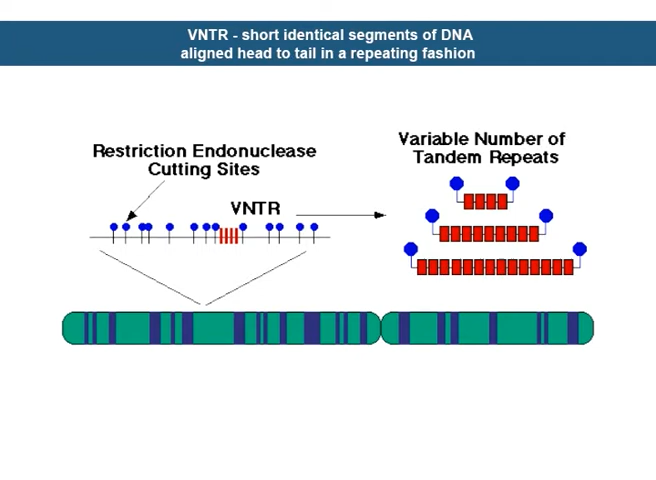 VNTR - short identical segments of DNA
aligned head to tail in a repeating fashion
Restriction Endonuclease
Cutting Sites
VNTR
Variable Number of
Tandem Repeats